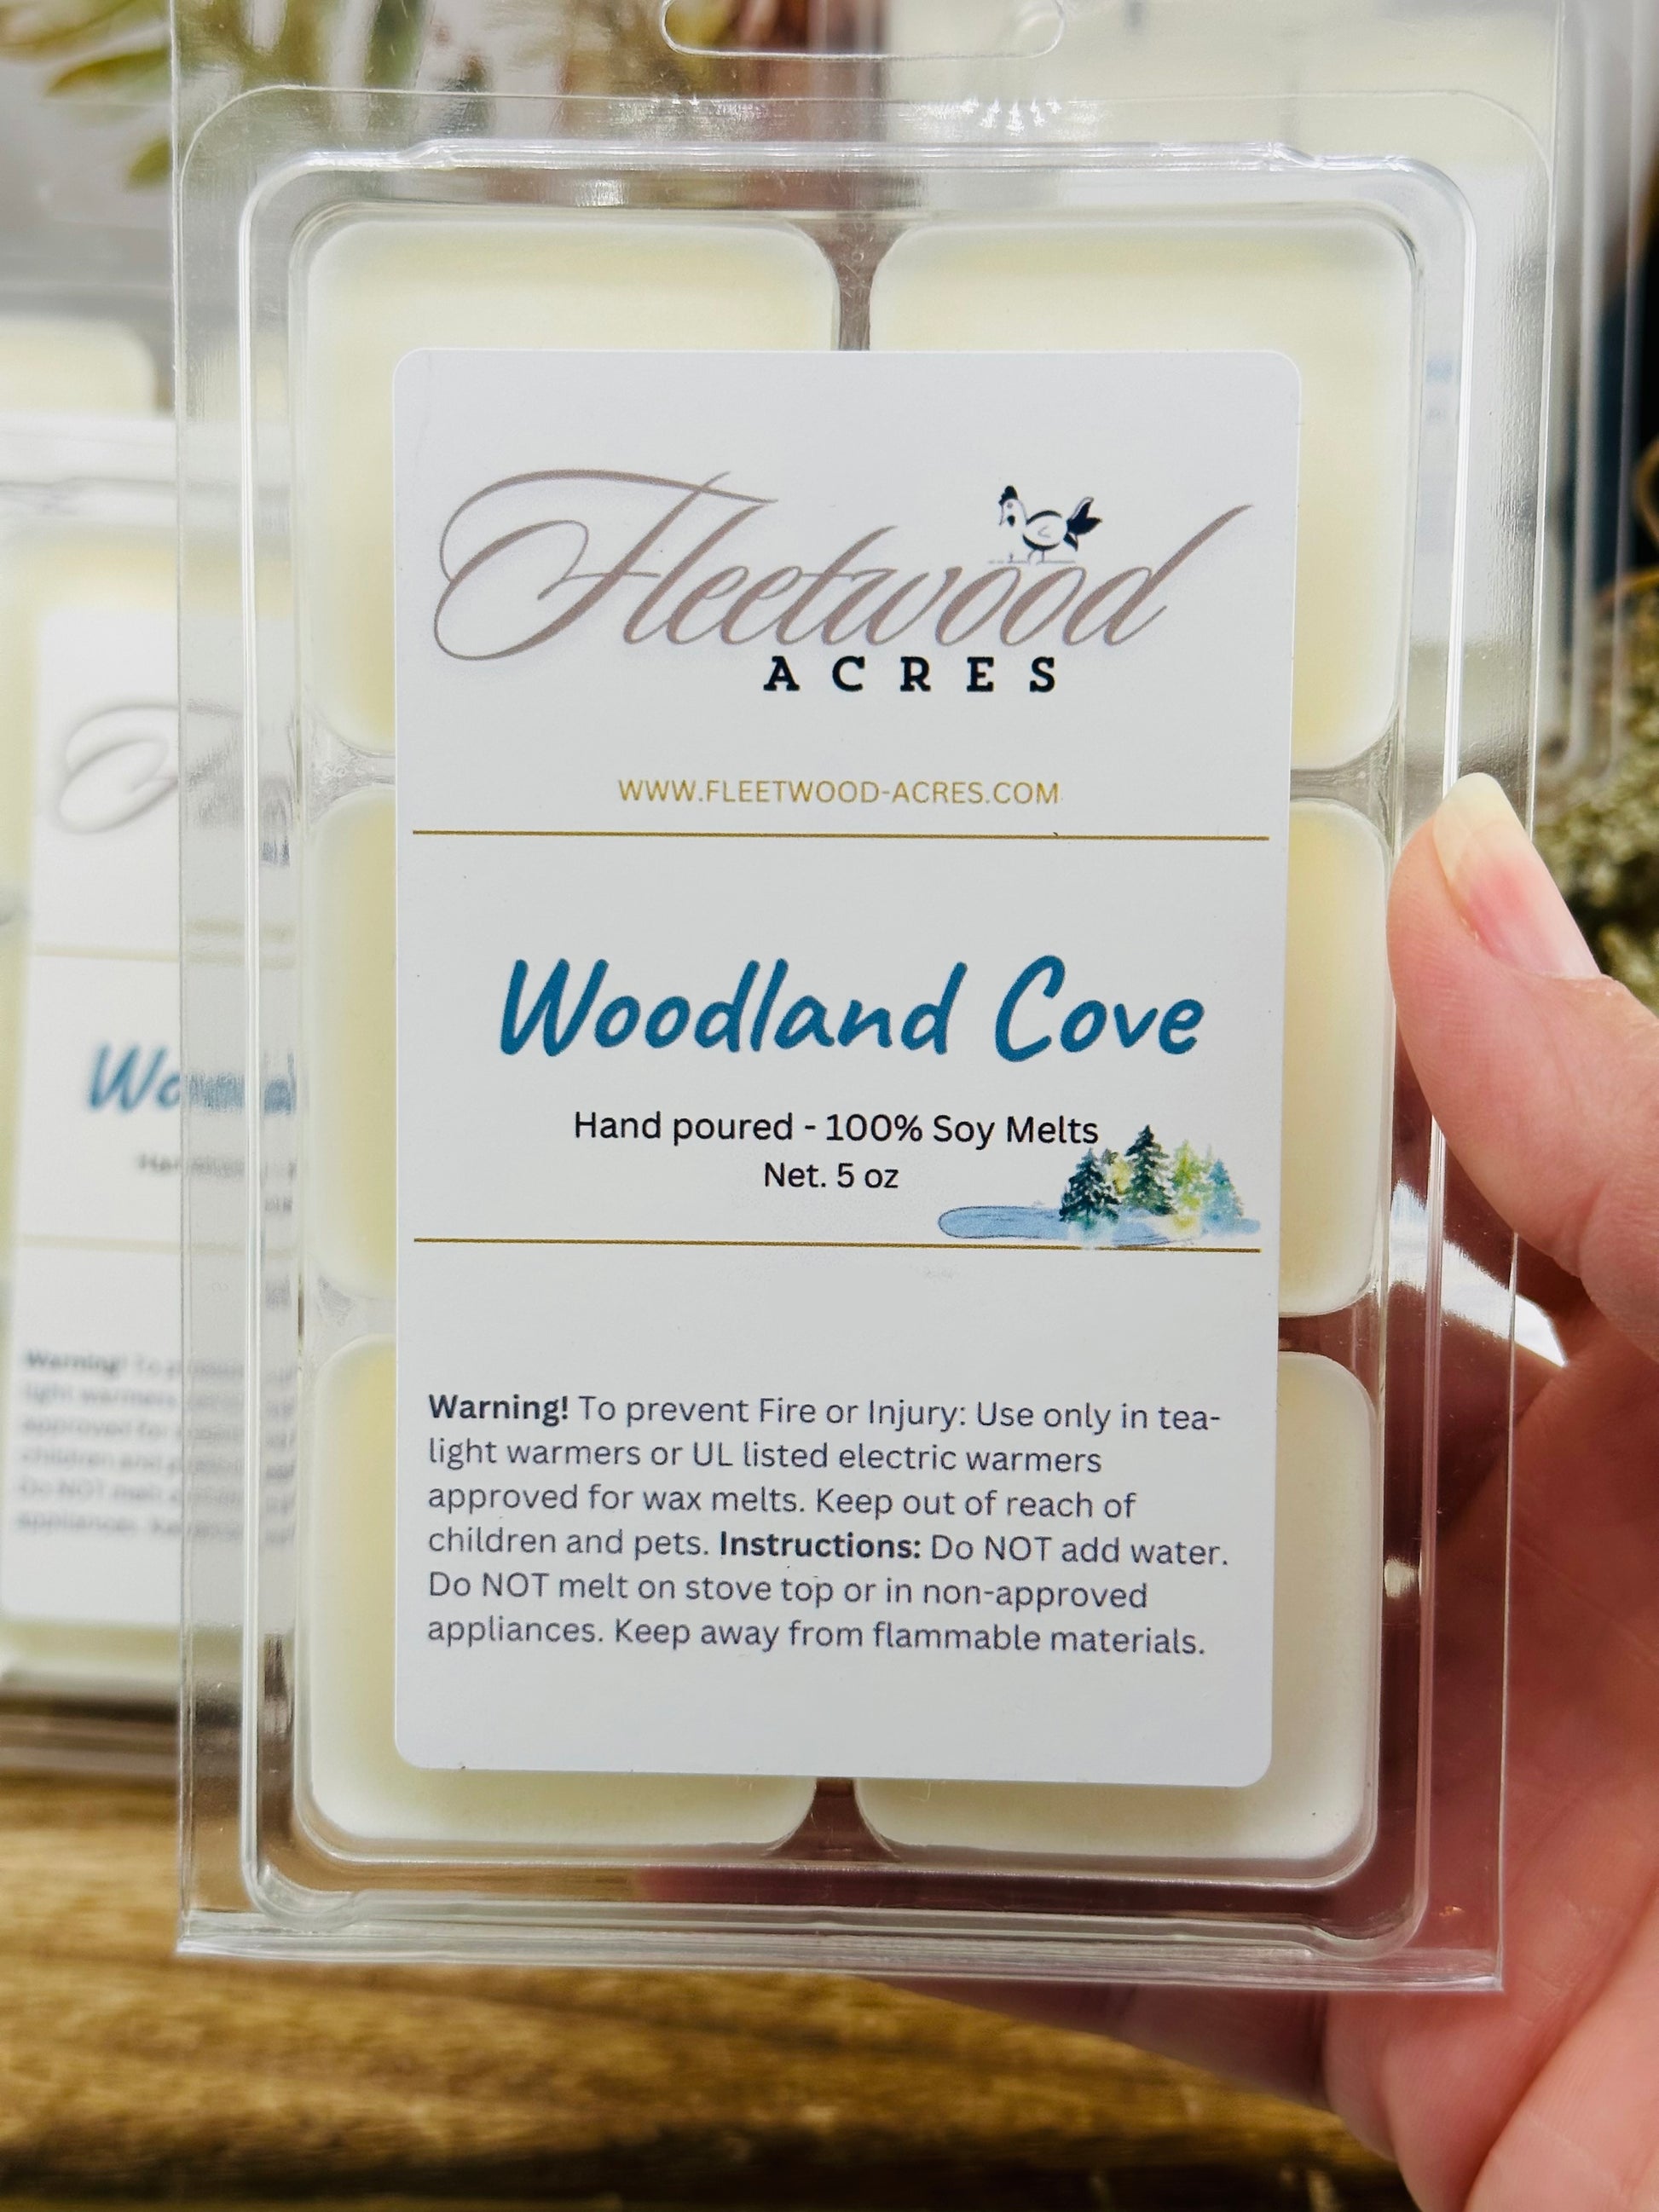 Fleetwood
ACRES
WWW.FLEETWOOD-ACRES.COM
Woodland Cove
Hand poured - 100% Soy Melts
Net. 5 oz
Warning! To prevent Fire or Injury: Use only in tea-
light warmers or UL listed electric warmers
approved for wax melts. Keep out of reach of
children and pets. Instructions: Do NOT add water.
Do NOT melt on stove top or in non-approved
appliances. Keep away from flammable materials.